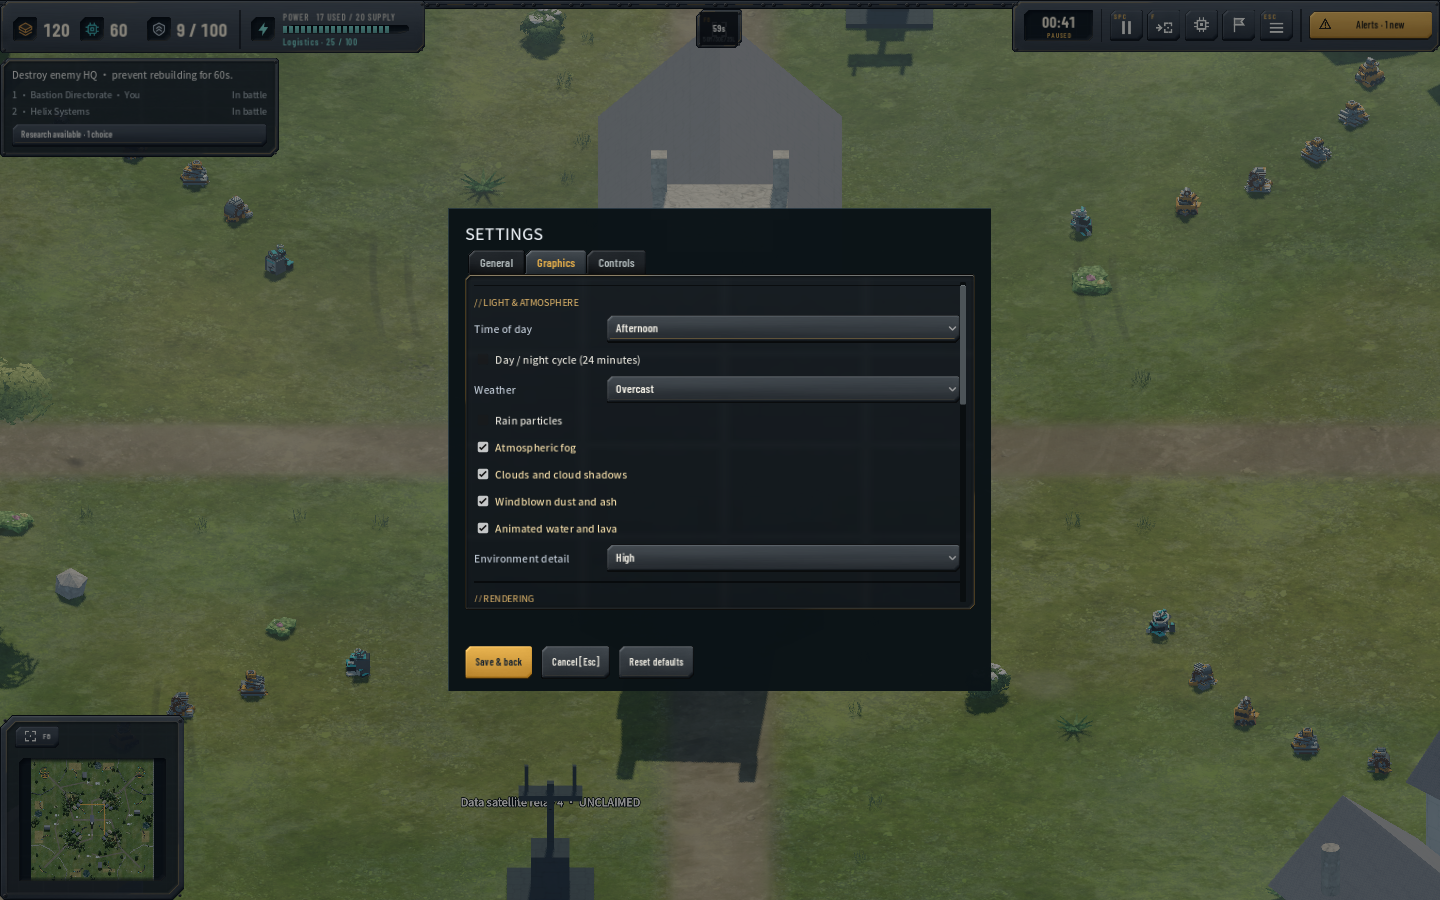 120
60
9 / 100
POWER 17 USED / 20 SUPPLY
Logistics · 25 / 100
59s
00:41
PAUSED
SPC
ESC
Alerts · 1 new
Destroy enemy HQ • prevent rebuilding for 60s.
1 • Bastion Directorate • You In battle
2 • Helix Systems In battle
Research available · 1 choice
SETTINGS
General Graphics Controls
// LIGHT & ATMOSPHERE
Time of day Afternoon
Day / night cycle (24 minutes)
Weather Overcast
Rain particles
Atmospheric fog
Clouds and cloud shadows
Windblown dust and ash
Animated water and lava
Environment detail High
// RENDERING
Save & back Cancel [Esc] Reset defaults
Data satellite relay 4 · UNCLAIMED